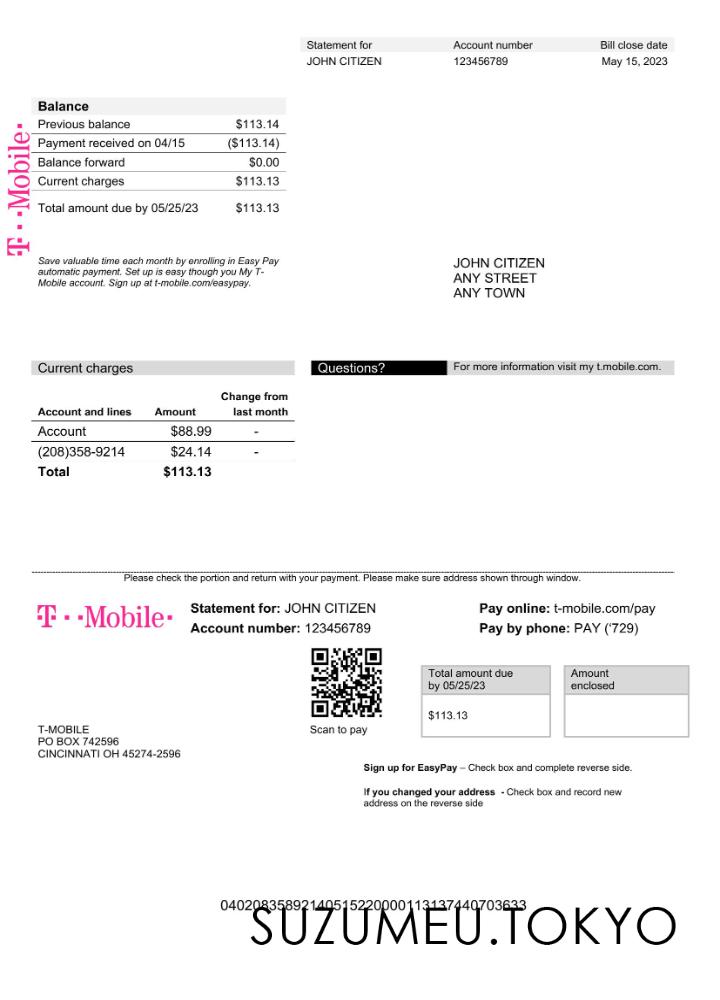 Statement for Account number Bill close date
JOHN CITIZEN 123456789 May 15, 2023
T · · Mobile·
Balance
Previous balance $113.14
Payment received on 04/15 ($113.14)
Balance forward $0.00
Current charges $113.13
Total amount due by 05/25/23 $113.13
Save valuable time each month by enrolling in Easy Pay
automatic payment. Set up is easy though you My T-
Mobile account. Sign up at t-mobile.com/easypay.
JOHN CITIZEN
ANY STREET
ANY TOWN
Current charges
Questions? For more information visit my t.mobile.com.
Change from
Account and lines Amount last month
Account $88.99 -
(208)358-9214 $24.14 -
Total $113.13
Please check the portion and return with your payment. Please make sure address shown through window.
T · · Mobile·
Statement for: JOHN CITIZEN
Account number: 123456789
Pay online: t-mobile.com/pay
Pay by phone: PAY (‘729)
Scan to pay
Total amount due
by 05/25/23
$113.13
Amount
enclosed
T-MOBILE
PO BOX 742596
CINCINNATI OH 45274-2596
Sign up for EasyPay – Check box and complete reverse side.
If you changed your address - Check box and record new
address on the reverse side
04020835892140515220000113137440703633
SUZUMEU.TOKYO